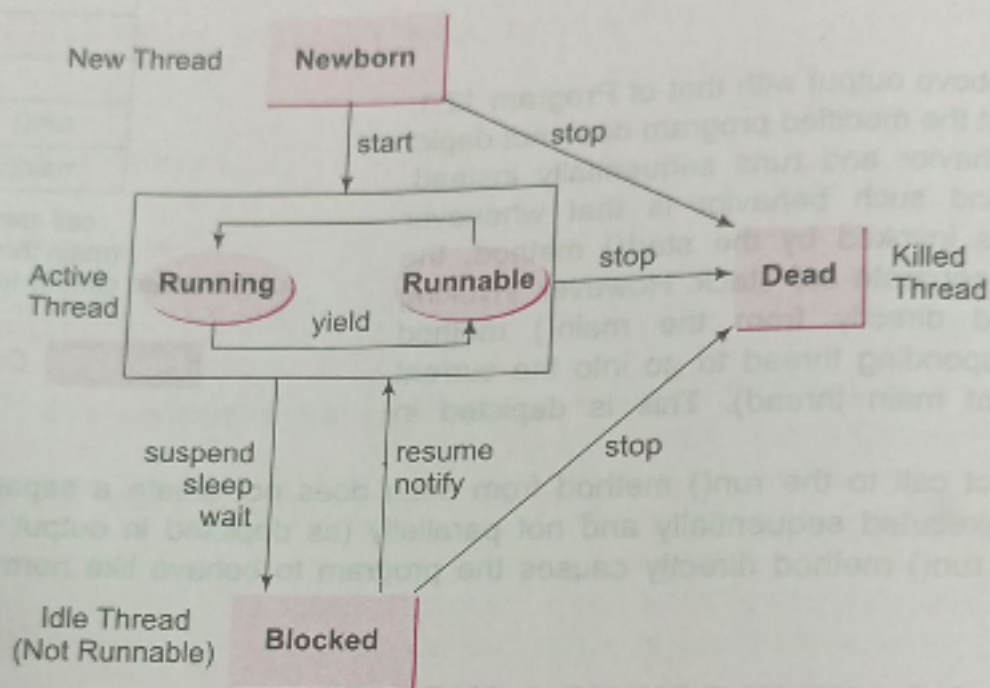 New Thread
Newborn
start
stop
Active
Thread
Running
Runnable
yield
stop
Dead
Killed
Thread
suspend
sleep
wait
resume
notify
stop
Idle Thread
(Not Runnable)
Blocked